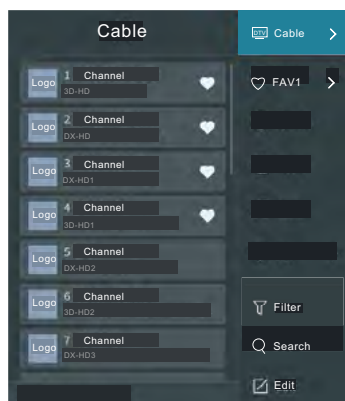 Cable
Logo 1 Channel
3D-HD
Logo 2 Channel
DX-HD
Logo 3 Channel
DX-HD1
Logo 4 Channel
3D-HD1
Logo 5 Channel
DX-HD2
Logo 6 Channel
3D-HD2
Logo 7 Channel
DX-HD3
DTV Cable
FAV1
Filter
Search
Edit